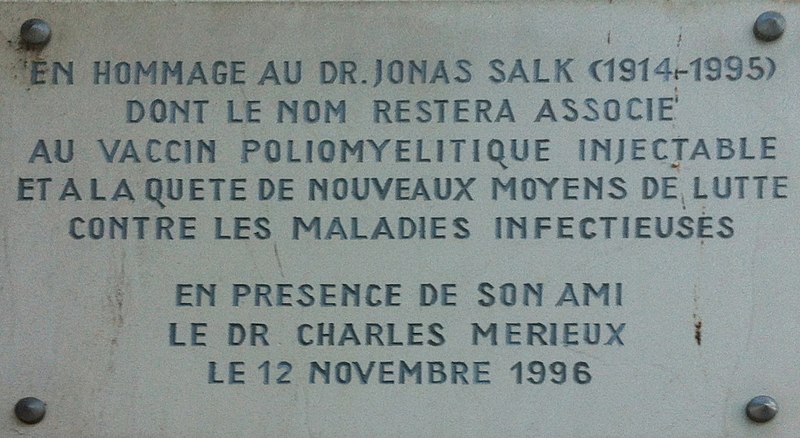 EN HOMMAGE AU DR. JONAS SALK (1914-1995)
DONT LE NOM RESTERA ASSOCIE
AU VACCIN POLIOMYELITIQUE INJECTABLE
ET A LA QUETE DE NOUVEAUX MOYENS DE LUTTE
CONTRE LES MALADIES INFECTIEUSES
EN PRESENCE DE SON AMI
LE DR CHARLES MERIEUX
LE 12 NOVEMBRE 1996